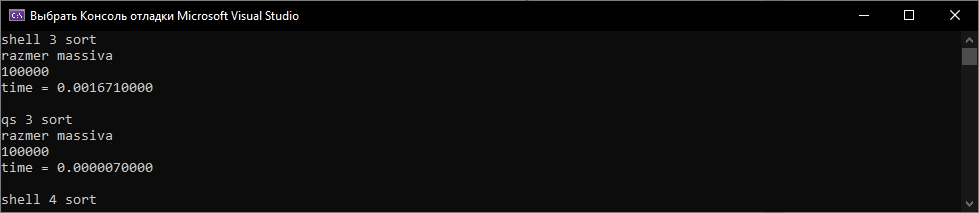 C:\ Выбрать Консоль отладки Microsoft Visual Studio
shell 3 sort
razmer massiva
100000
time = 0.0016710000
qs 3 sort
razmer massiva
100000
time = 0.0000070000
shell 4 sort